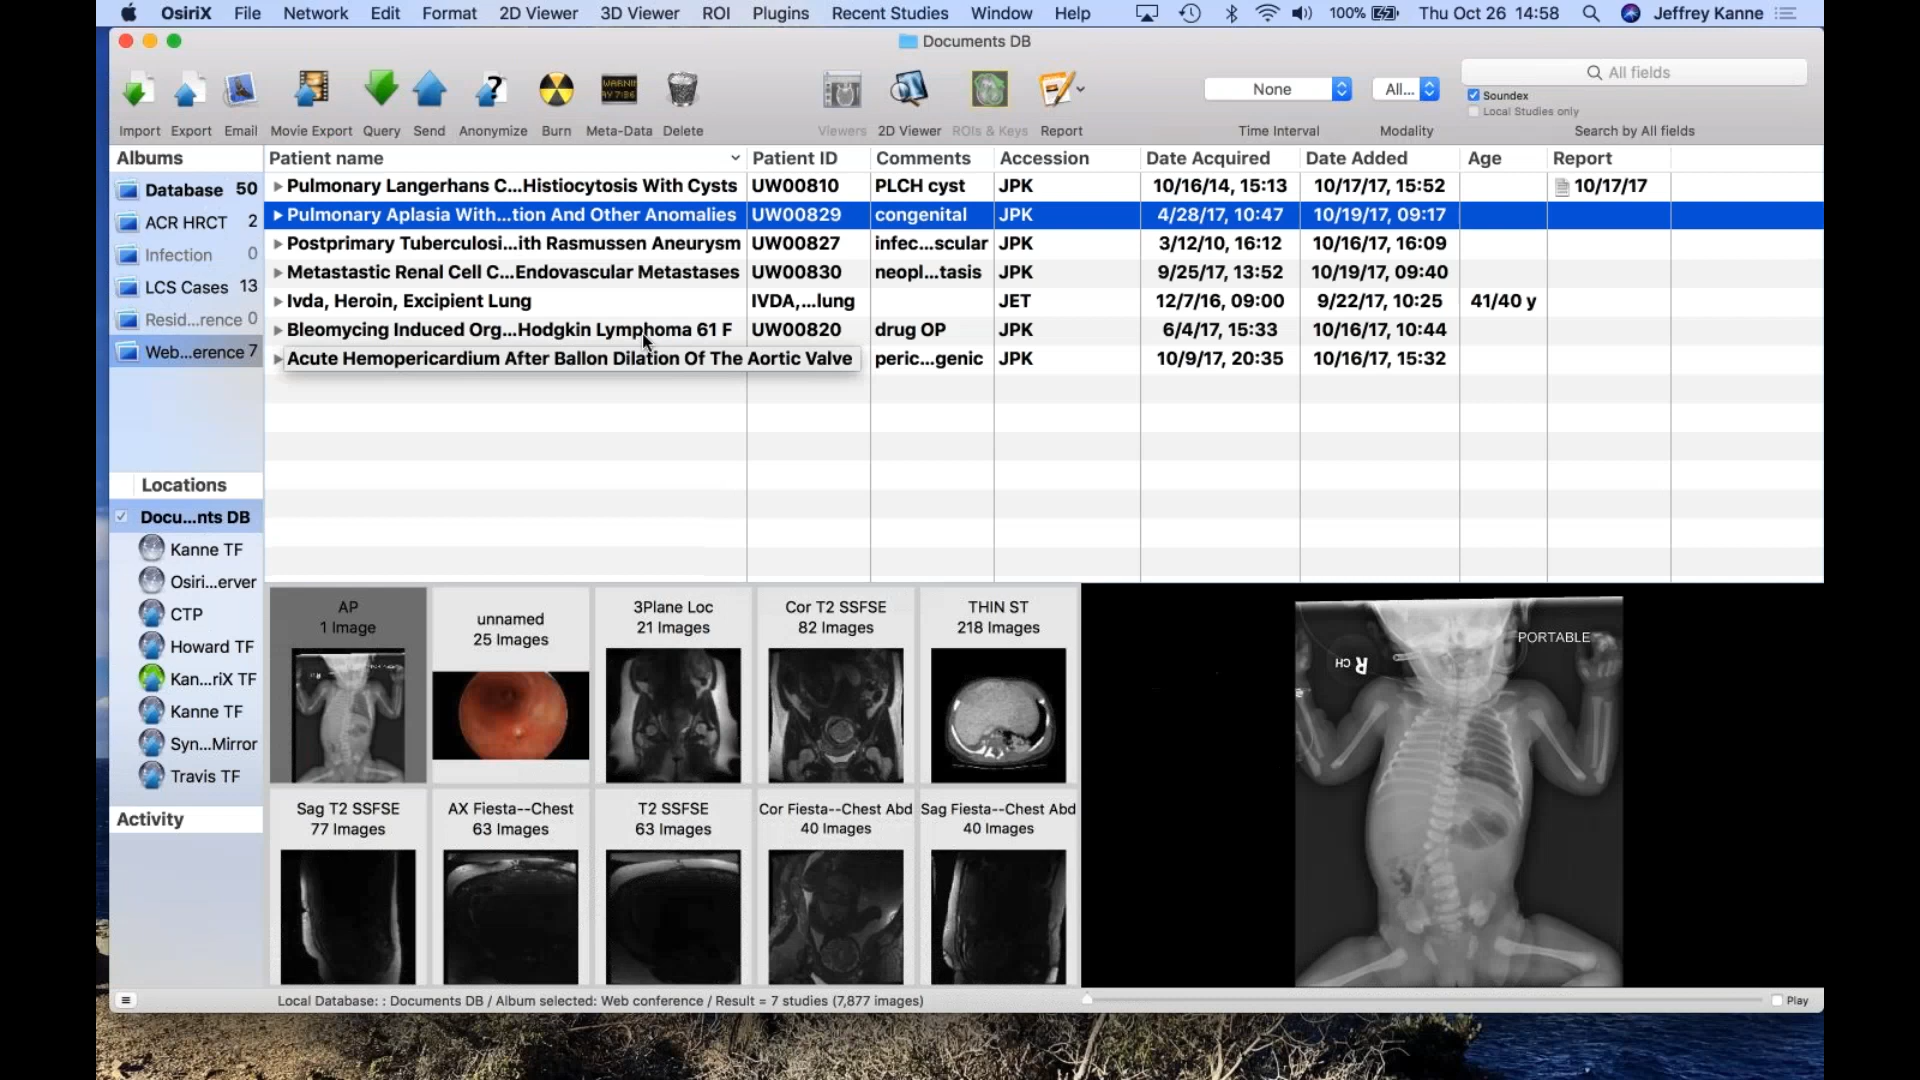 OsiriX File Network Edit Format 2D Viewer 3D Viewer ROI Plugins Recent Studies Window Help 100% Thu Oct 26 14:58 Jeffrey Kanne
Documents DB
None All... All fields
Soundex
Local Studies only
Import Export Email Movie Export Query Send Anonymize Burn Meta-Data Delete Viewers 2D Viewer ROIs & Keys Report Time Interval Modality Search by All fields
Albums
Database 50
ACR HRCT 2
Infection 0
LCS Cases 13
Resid...rence 0
Web...erence 7
Patient name Patient ID Comments Accession Date Acquired Date Added Age Report
Pulmonary Langerhans C...Histiocytosis With Cysts UW00810 PLCH cyst JPK 10/16/14, 15:13 10/17/17, 15:52 10/17/17
Pulmonary Aplasia With...tion And Other Anomalies UW00829 congenital JPK 4/28/17, 10:47 10/19/17, 09:17
Postprimary Tuberculosi...ith Rasmussen Aneurysm UW00827 infec...scular JPK 3/12/10, 16:12 10/16/17, 16:09
Metastastic Renal Cell C...Endovascular Metastases UW00830 neopl...tasis JPK 9/25/17, 13:52 10/19/17, 09:40
Ivda, Heroin, Excipient Lung IVDA,...lung JET 12/7/16, 09:00 9/22/17, 10:25 41/40 y
Bleomycing Induced Org...Hodgkin Lymphoma 61 F UW00820 drug OP JPK 6/4/17, 15:33 10/16/17, 10:44
Acute Hemopericardium After Ballon Dilation Of The Aortic Valve peric...genic JPK 10/9/17, 20:35 10/16/17, 15:32
Locations
Docu...nts DB
Kanne TF
Osiri...erver
CTP
Howard TF
Kan...riX TF
Kanne TF
Syn...Mirror
Travis TF
Activity
AP
1 Image
unnamed
25 Images
3Plane Loc
21 Images
Cor T2 SSFSE
82 Images
THIN ST
218 Images
Sag T2 SSFSE
77 Images
AX Fiesta--Chest
63 Images
T2 SSFSE
63 Images
Cor Fiesta--Chest Abd
40 Images
Sag Fiesta--Chest Abd
40 Images
PORTABLE
R CH
Local Database: : Documents DB / Album selected: Web conference / Result = 7 studies (7,877 images)
Play